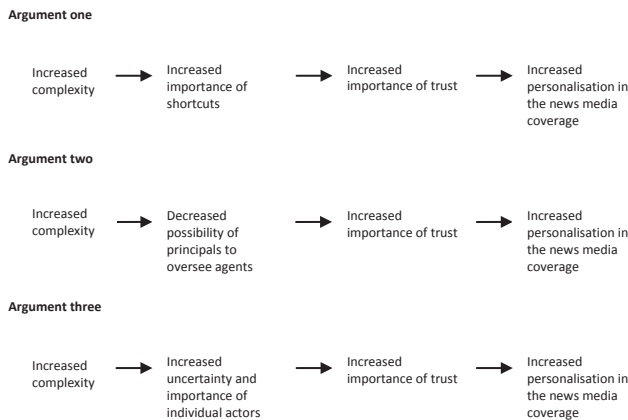 Argument one
Increased
complexity
Increased
importance of
shortcuts
Increased
importance of trust
Increased
personalisation in
the news media
coverage
Argument two
Increased
complexity
Decreased
possibility of
principals to
oversee agents
Increased
importance of trust
Increased
personalisation in
the news media
coverage
Argument three
Increased
complexity
Increased
uncertainty and
importance of
individual actors
Increased
importance of trust
Increased
personalisation in
the news media
coverage